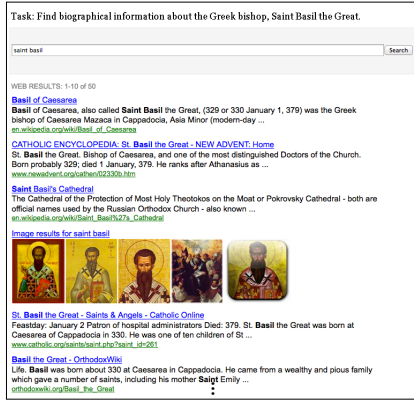 Task: Find biographical information about the Greek bishop, Saint Basil the Great.
saint basil
Search
WEB RESULTS: 1-10 of 50
Basil of Caesarea
Basil of Caesarea, also called Saint Basil the Great, (329 or 330 January 1, 379) was the Greek
bishop of Caesarea Mazaca in Cappadocia, Asia Minor (modern-day ...
en.wikipedia.org/wiki/Basil_of_Caesarea
CATHOLIC ENCYCLOPEDIA: St. Basil the Great - NEW ADVENT: Home
St. Basil the Great. Bishop of Caesarea, and one of the most distinguished Doctors of the Church.
Born probably 329; died 1 January, 379. He ranks after Athanasius as ...
www.newadvent.org/cathen/02330b.htm
Saint Basil's Cathedral
The Cathedral of the Protection of Most Holy Theotokos on the Moat or Pokrovsky Cathedral - both are
official names used by the Russian Orthodox Church - also known ...
en.wikipedia.org/wiki/Saint_Basil%27s_Cathedral
Image results for saint basil
St. Basil the Great - Saints & Angels - Catholic Online
Feastday: January 2 Patron of hospital administrators Died: 379. St. Basil the Great was born at
Caesarea of Cappadocia in 330. He was one of ten children of St ...
www.catholic.org/saints/saint.php?saint_id=261
Basil the Great - OrthodoxWiki
Life. Basil was born about 330 at Caesarea in Cappadocia. He came from a wealthy and pious family
which gave a number of saints, including his mother Saint Emily ...
orthodoxwiki.org/Basil_the_Great